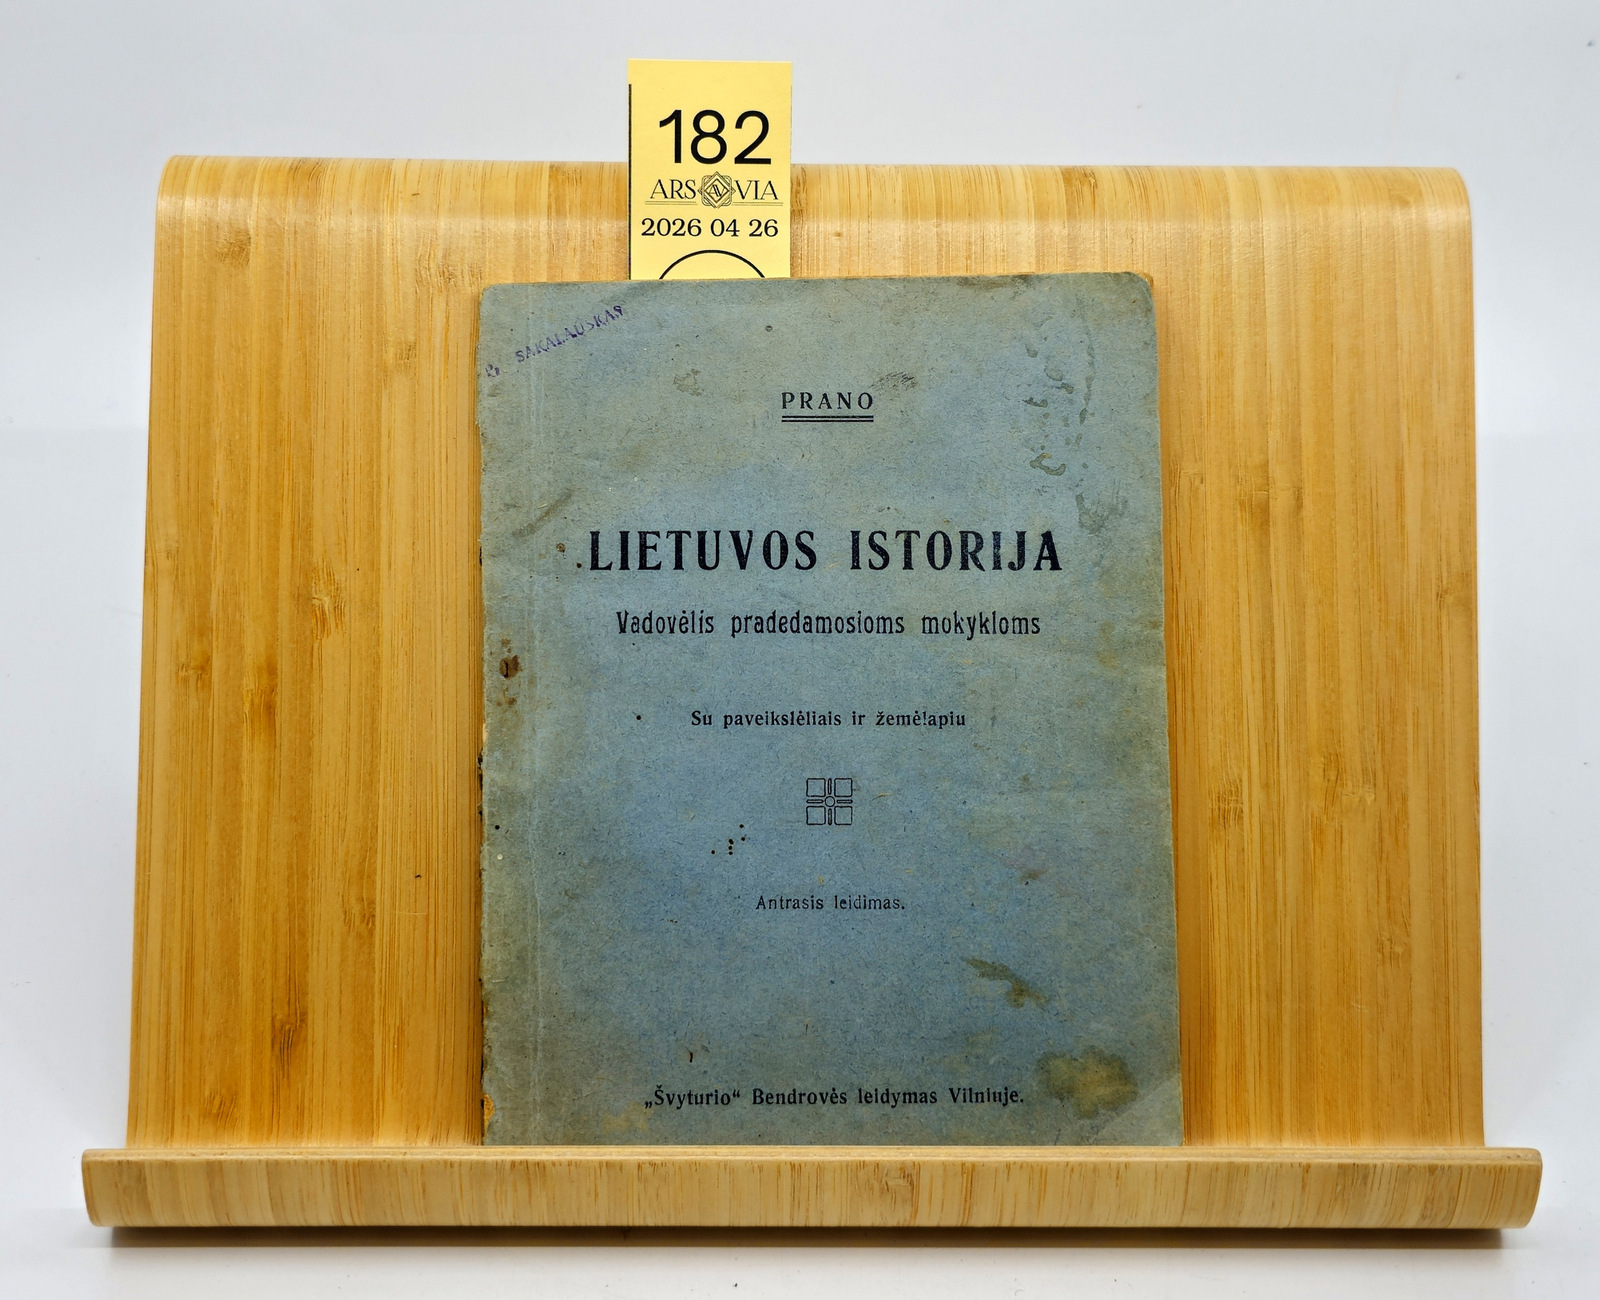 182
ARS VIA
2026 04 26
SAKALAUSKAS
PRANO
LIETUVOS ISTORIJA
Vadovėlis pradedamosioms mokykloms
Su paveikslėliais ir žemėlapiu
Antrasis leidimas.
„Švyturio“ Bendrovės leidymas Vilniuje.